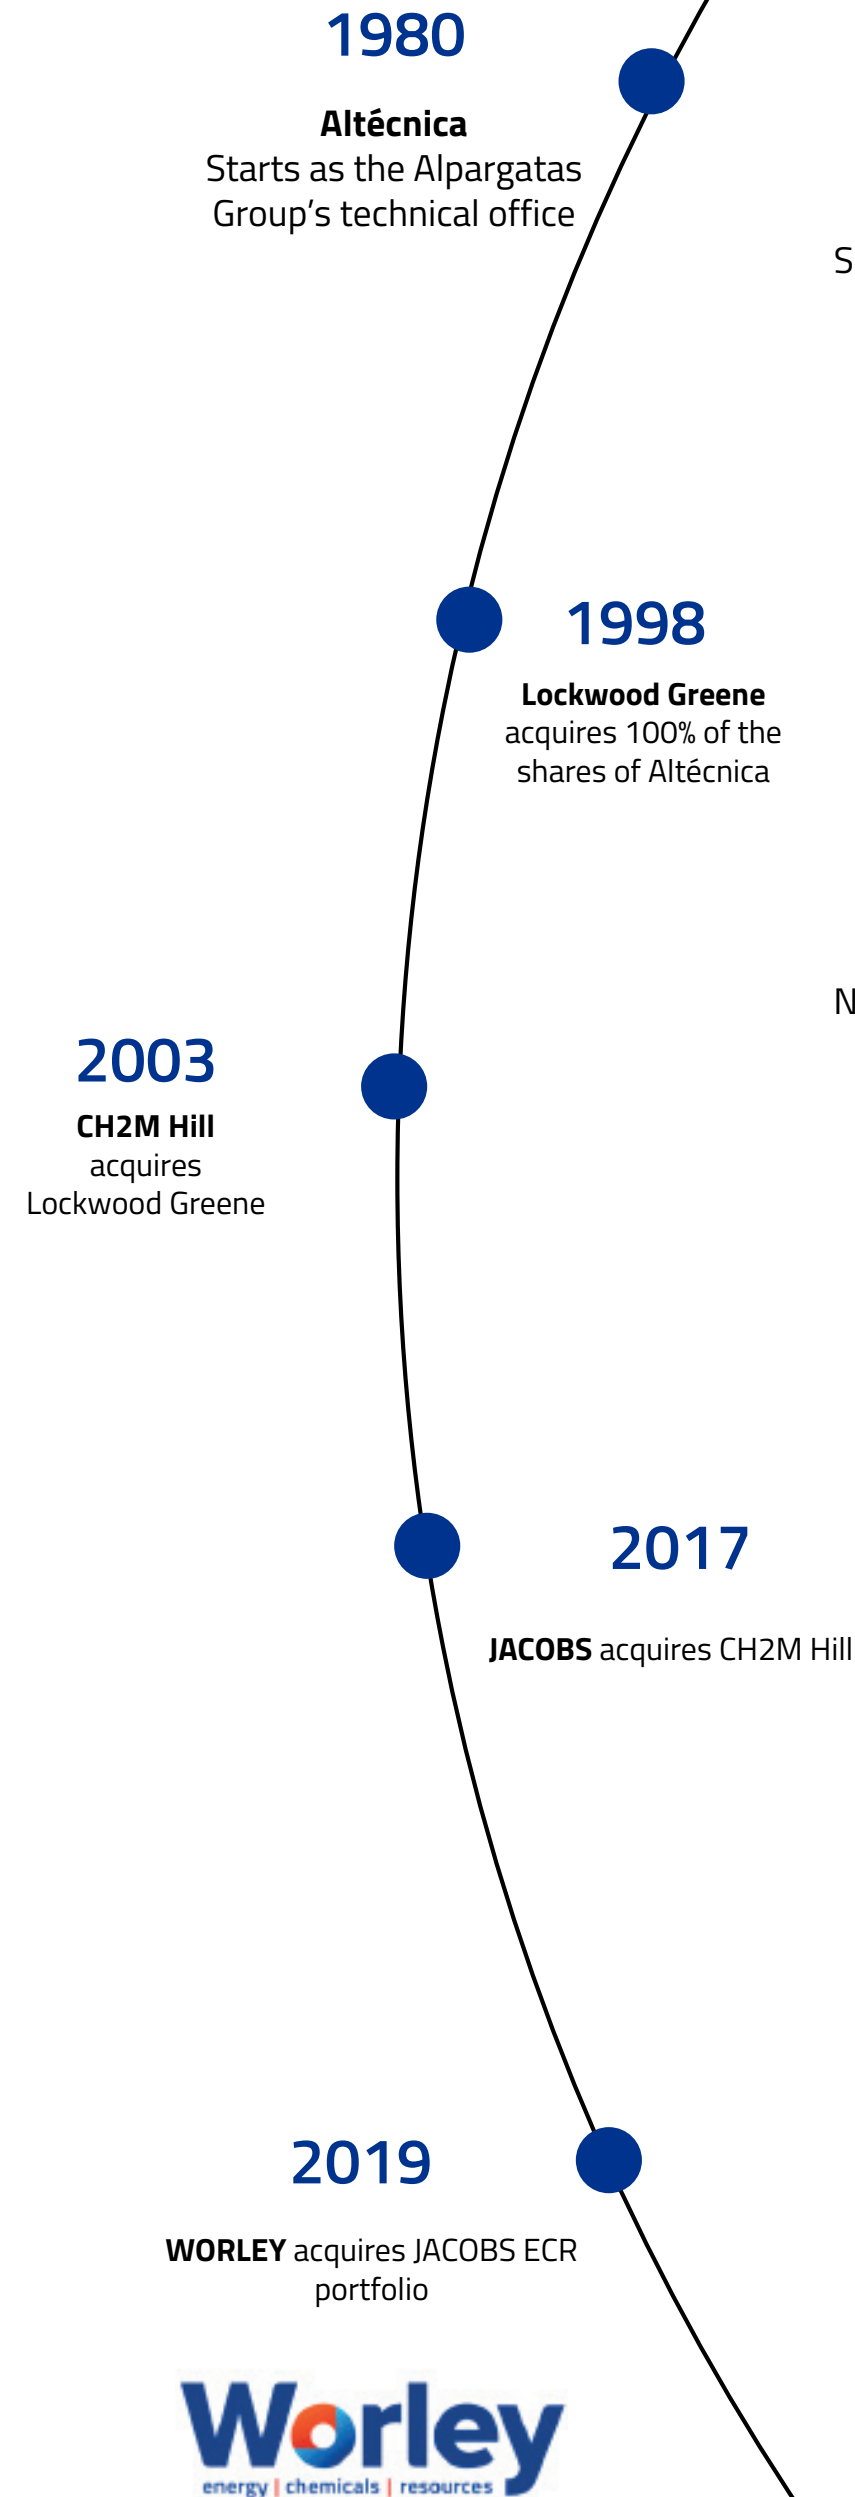 1980
Altécnica
Starts as the Alpargatas
Group’s technical office
S
1998
Lockwood Greene
acquires 100% of the
shares of Altécnica
N
2003
CH2M Hill
acquires
Lockwood Greene
2017
JACOBS acquires CH2M Hill
2019
WORLEY acquires JACOBS ECR
portfolio
Worley
energy | chemicals | resources